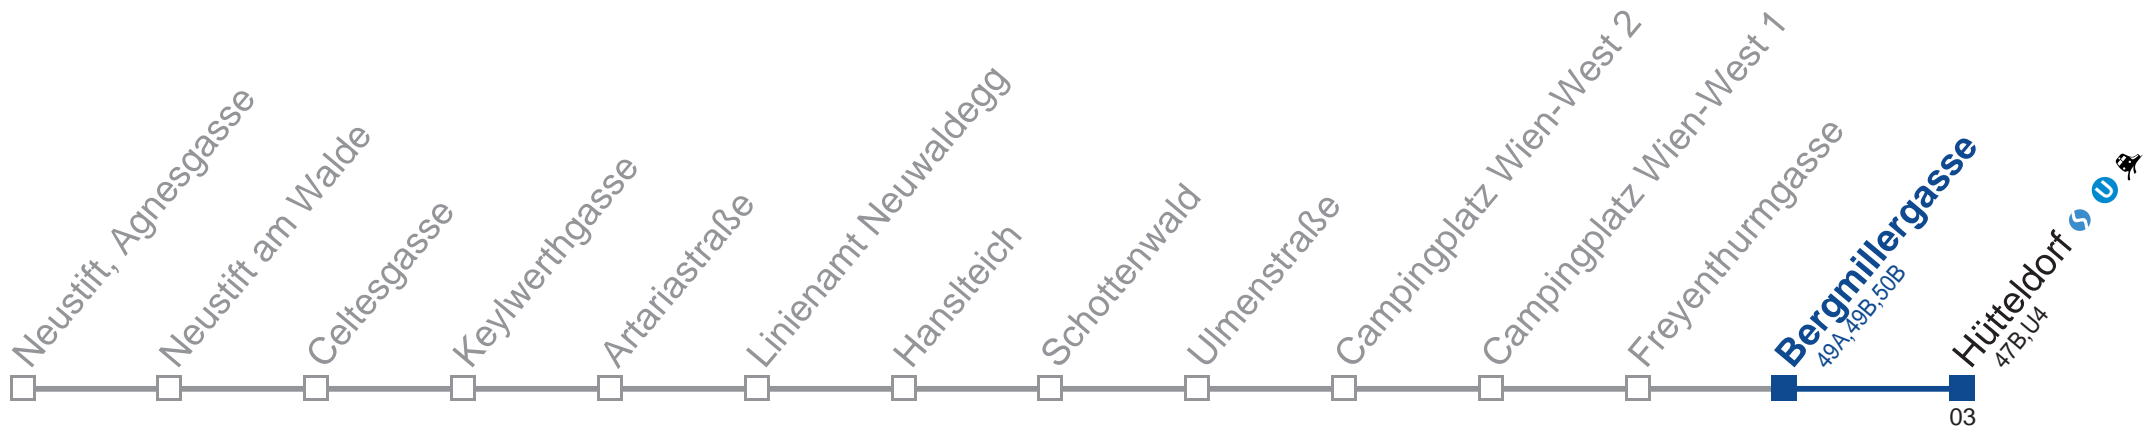 Neustift, Agnesgasse
Neustift am Walde
Celtesgasse
Keylwerthgasse
Artariastraße
Linienamt Neuwaldegg
Hanslteich
Schottenwald
Ulmenstraße
Campingplatz Wien-West 2
Campingplatz Wien-West 1
Freyenthurmgasse
Bergmillergasse
49A,49B,50B
Hütteldorf S U
47B,U4
03